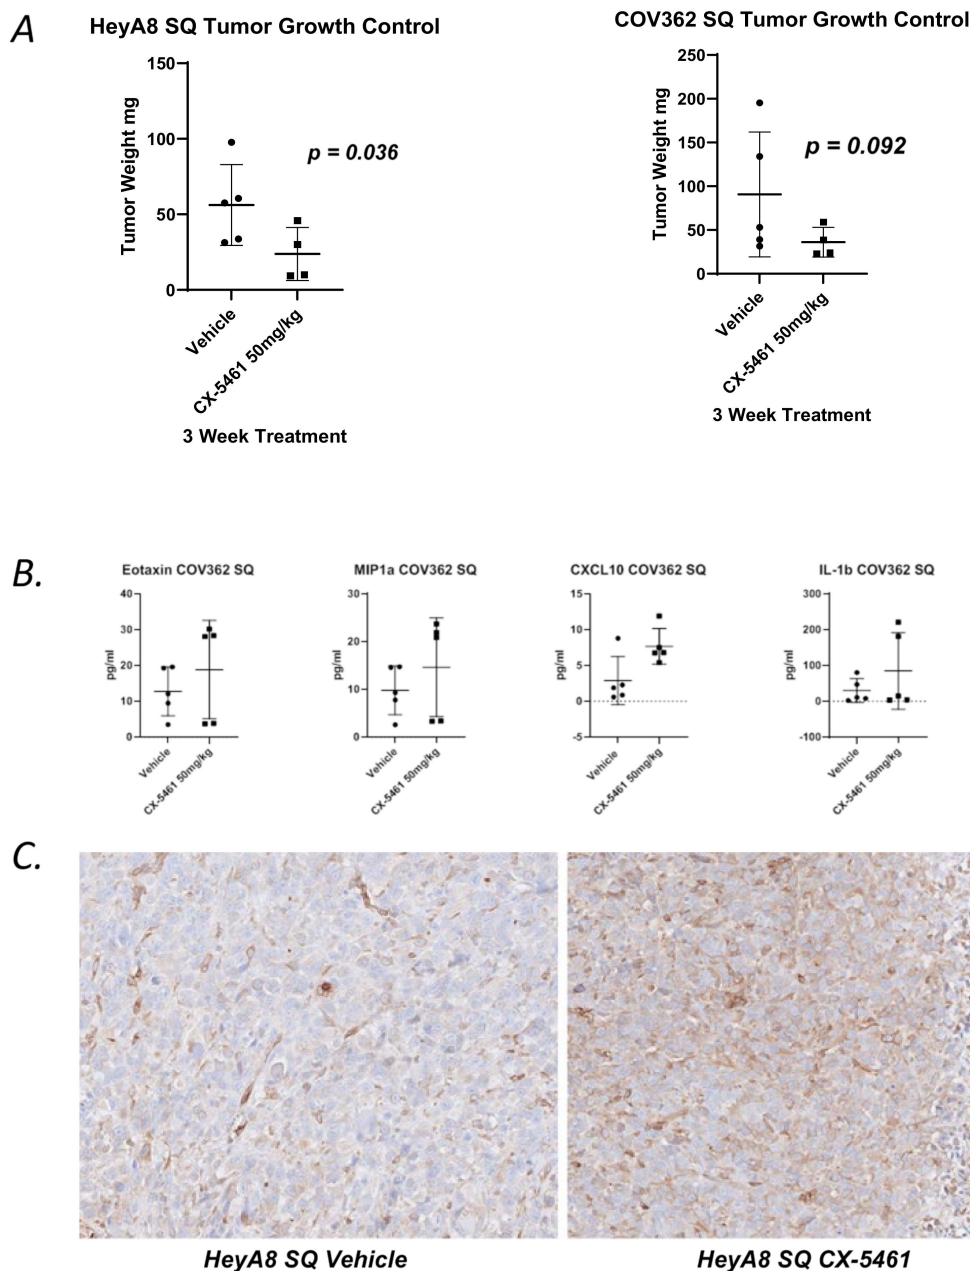 A
HeyA8 SQ Tumor Growth Control
Tumor Weight mg
150
100
50
0
p = 0.036
Vehicle
CX-5461 50mg/kg
3 Week Treatment
COV362 SQ Tumor Growth Control
Tumor Weight mg
250
200
150
100
50
0
p = 0.092
Vehicle
CX-5461 50mg/kg
3 Week Treatment
B.
Eotaxin COV362 SQ
pg/ml
40
30
20
10
0
Vehicle
CX-5461 50mg/kg
MIP1a COV362 SQ
pg/ml
30
20
10
0
Vehicle
CX-5461 50mg/kg
CXCL10 COV362 SQ
pg/ml
15
10
5
0
-5
Vehicle
CX-5461 50mg/kg
IL-1b COV362 SQ
pg/ml
300
200
100
0
-100
Vehicle
CX-5461 50mg/kg
C.
HeyA8 SQ Vehicle
HeyA8 SQ CX-5461